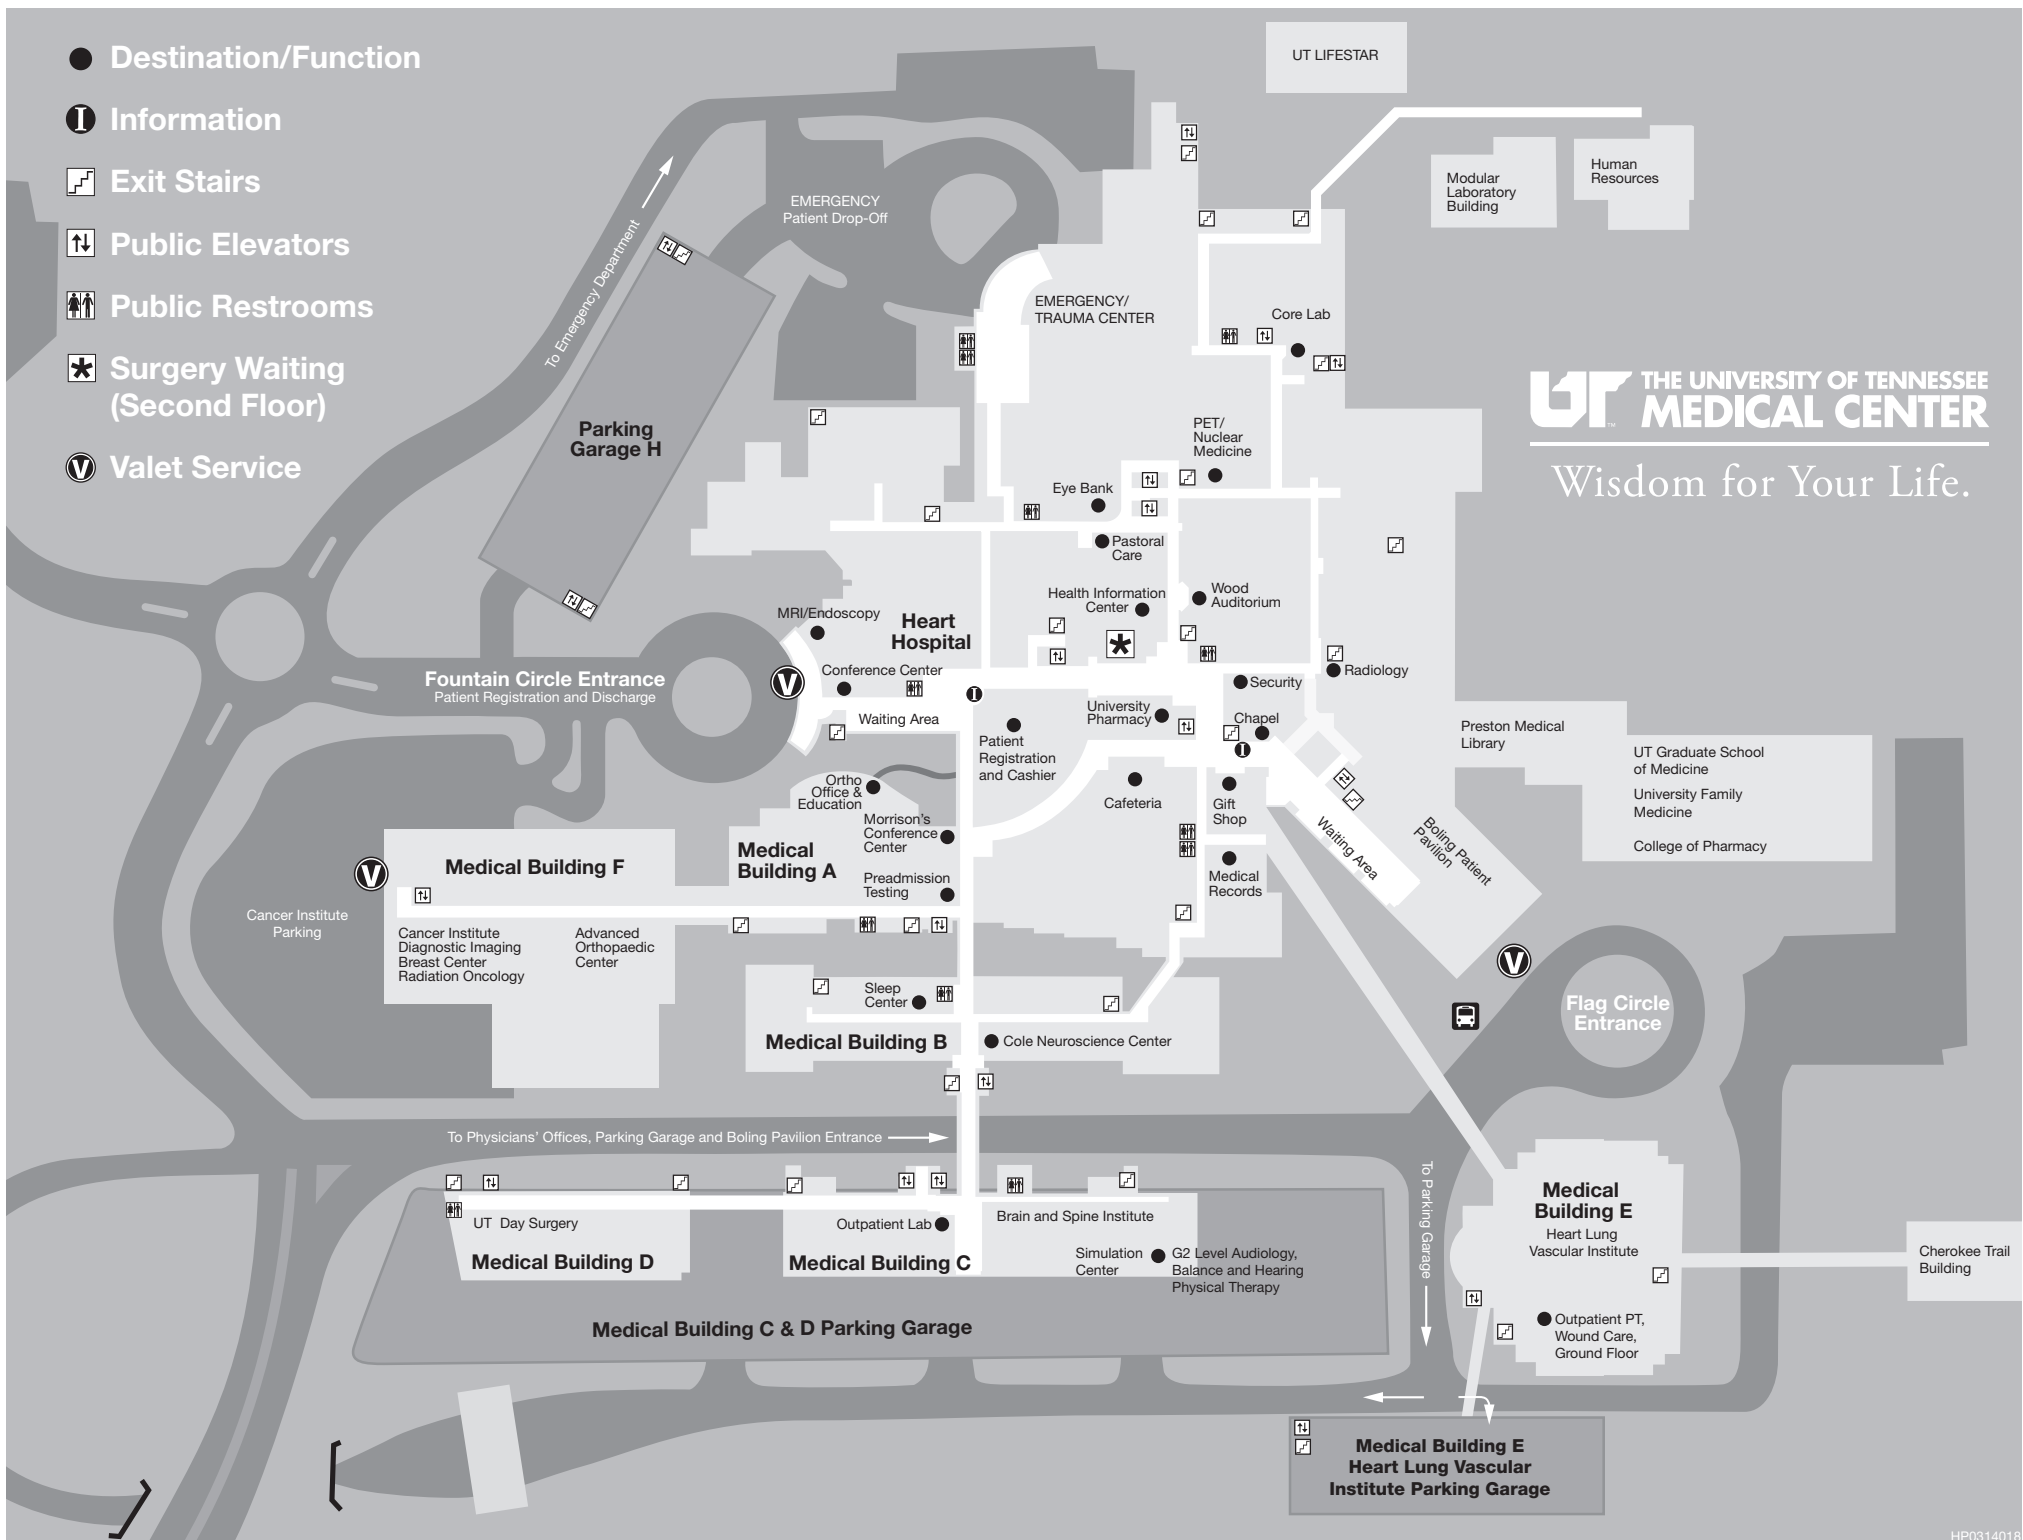 Destination/Function
I
Information
Exit Stairs
Public Elevators
Public Restrooms
Surgery Waiting
(Second Floor)
V
Valet Service
UT LIFESTAR
Modular
Laboratory
Building
Human
Resources
EMERGENCY
Patient Drop-Off
To Emergency Department
EMERGENCY/
TRAUMA CENTER
Core Lab
UT
TM
THE UNIVERSITY OF TENNESSEE
MEDICAL CENTER
Wisdom for Your Life.
Parking
Garage H
PET/
Nuclear
Medicine
Eye Bank
Pastoral
Care
Health Information
Center
Wood
Auditorium
MRI/Endoscopy
Heart
Hospital
Fountain Circle Entrance
Patient Registration and Discharge
V
Conference Center
I
Waiting Area
Security
Radiology
University
Pharmacy
Chapel
I
Patient
Registration
and Cashier
Preston Medical
Library
UT Graduate School
of Medicine
University Family
Medicine
College of Pharmacy
Ortho
Office &
Education
Cafeteria
Gift
Shop
Waiting Area
Boling Patient
Pavilion
Morrison's
Conference
Center
Medical
Building A
Medical Building F
V
Preadmission
Testing
Medical
Records
Cancer Institute
Parking
Cancer Institute
Diagnostic Imaging
Breast Center
Radiation Oncology
Advanced
Orthopaedic
Center
V
Sleep
Center
Flag Circle
Entrance
Medical Building B
Cole Neuroscience Center
To Physicians' Offices, Parking Garage and Boling Pavilion Entrance
To Parking Garage
Medical
Building E
Heart Lung
Vascular Institute
UT Day Surgery
Outpatient Lab
Brain and Spine Institute
Medical Building D
Medical Building C
Simulation
Center
G2 Level Audiology,
Balance and Hearing
Physical Therapy
Cherokee Trail
Building
Outpatient PT,
Wound Care,
Ground Floor
Medical Building C & D Parking Garage
Medical Building E
Heart Lung Vascular
Institute Parking Garage
HP0314018